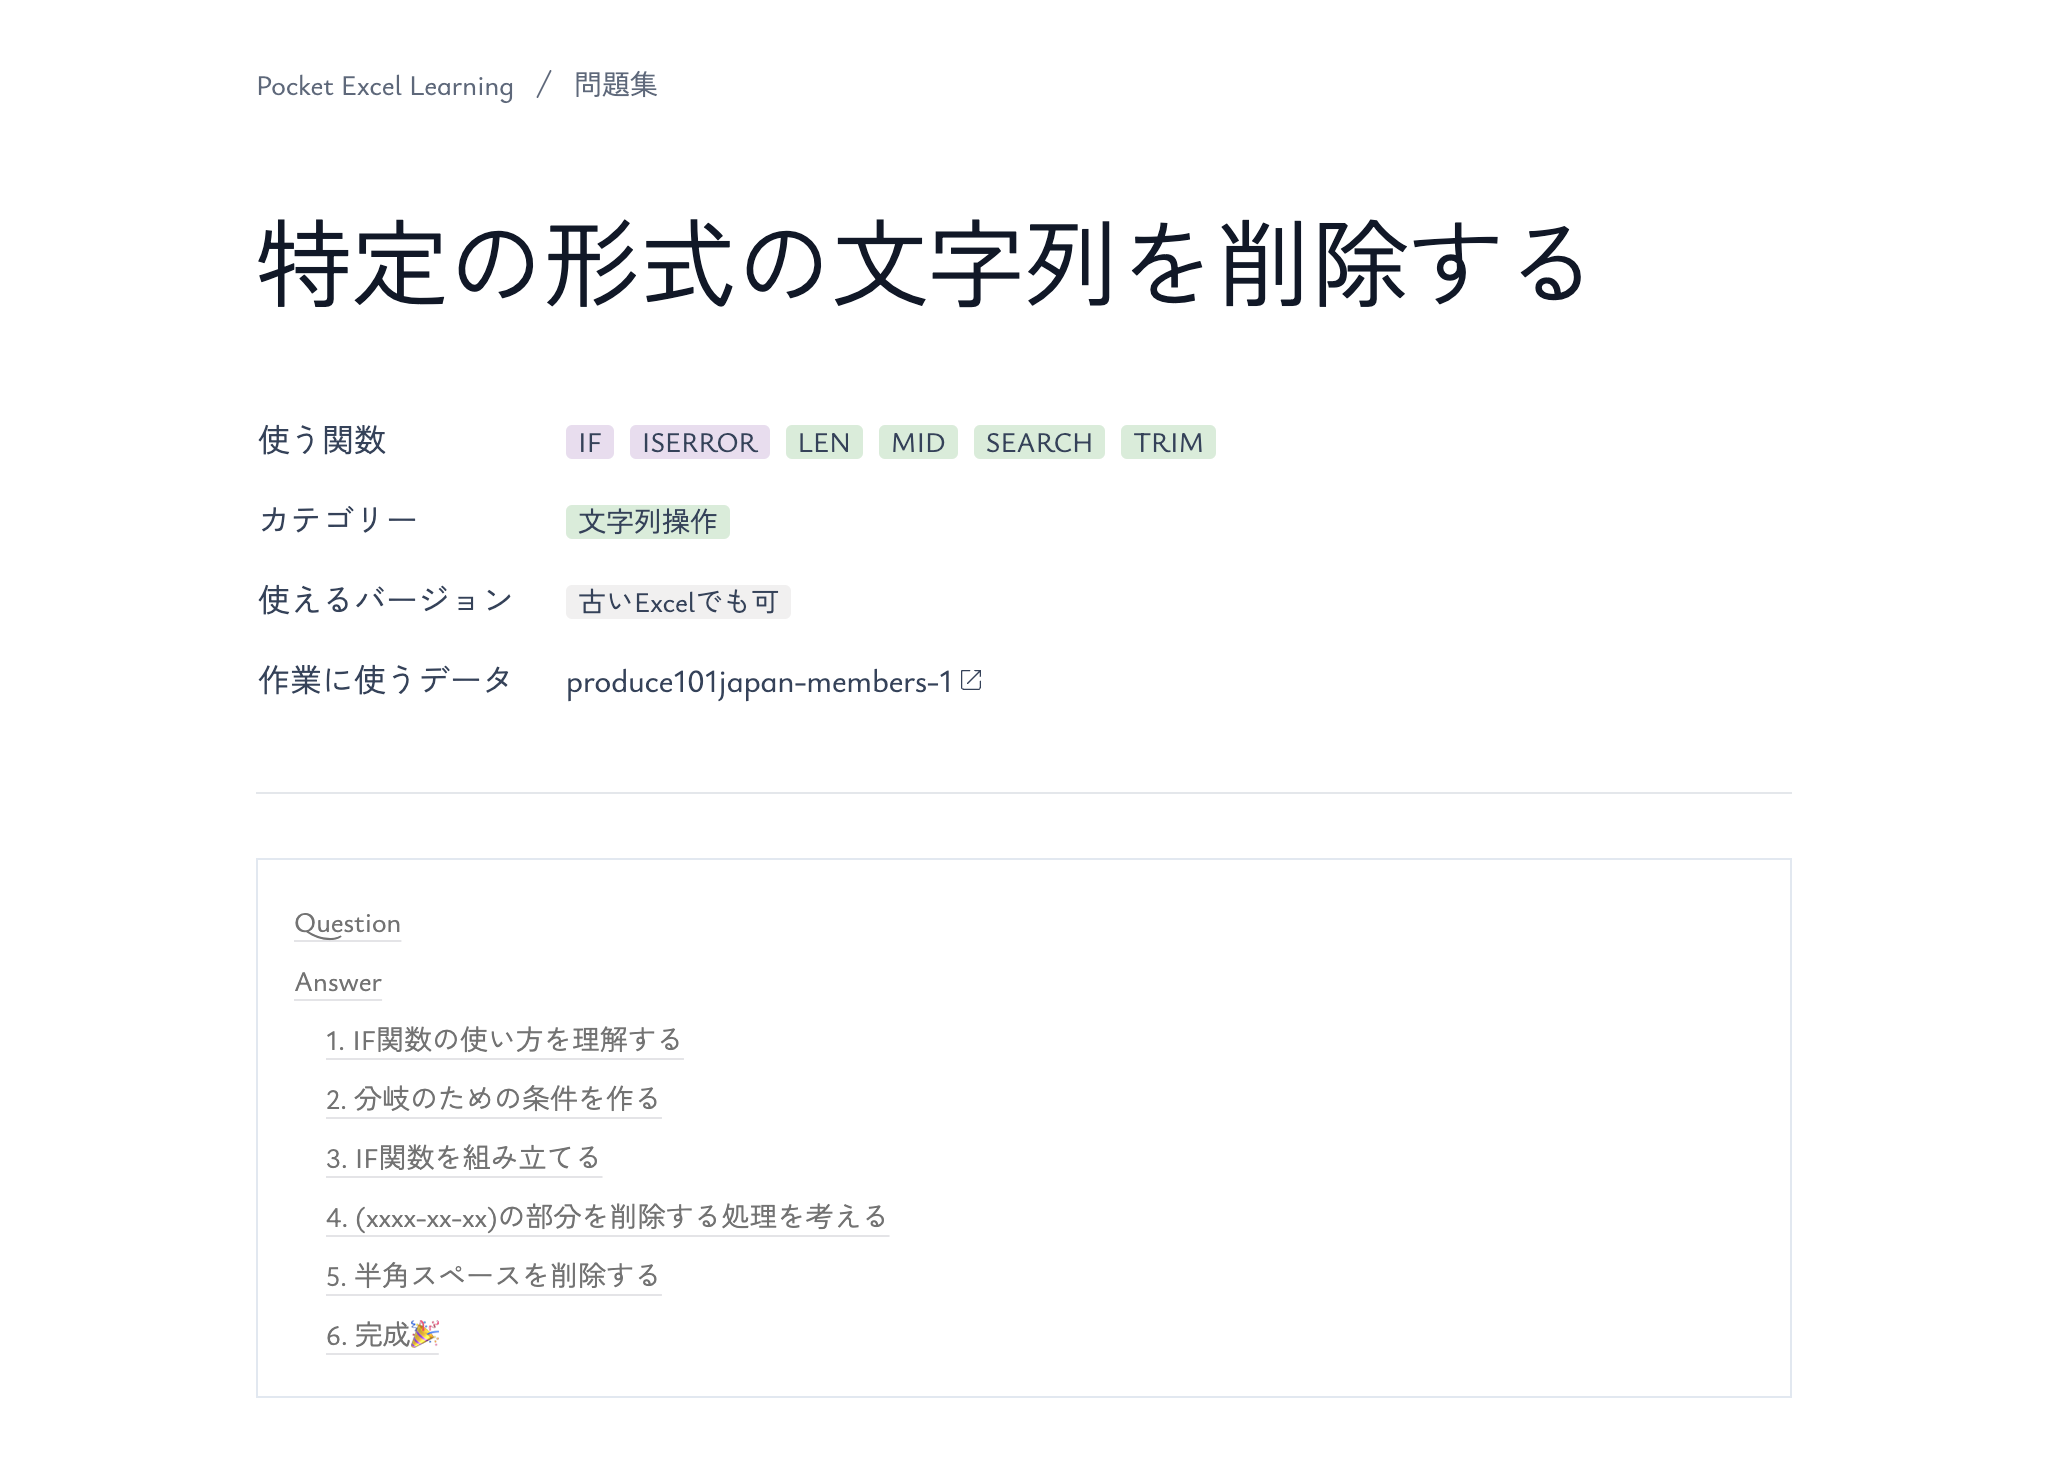 Pocket Excel Learning / 問題集
特定の形式の文字列を削除する
使う関数 IF ISERROR LEN MID SEARCH TRIM
カテゴリー 文字列操作
使えるバージョン 古いExcelでも可
作業に使うデータ produce101japan-members-1
Question
Answer
1. IF関数の使い方を理解する
2. 分岐のための条件を作る
3. IF関数を組み立てる
4. (xxxx-xx-xx)の部分を削除する処理を考える
5. 半角スペースを削除する
6. 完成🎉